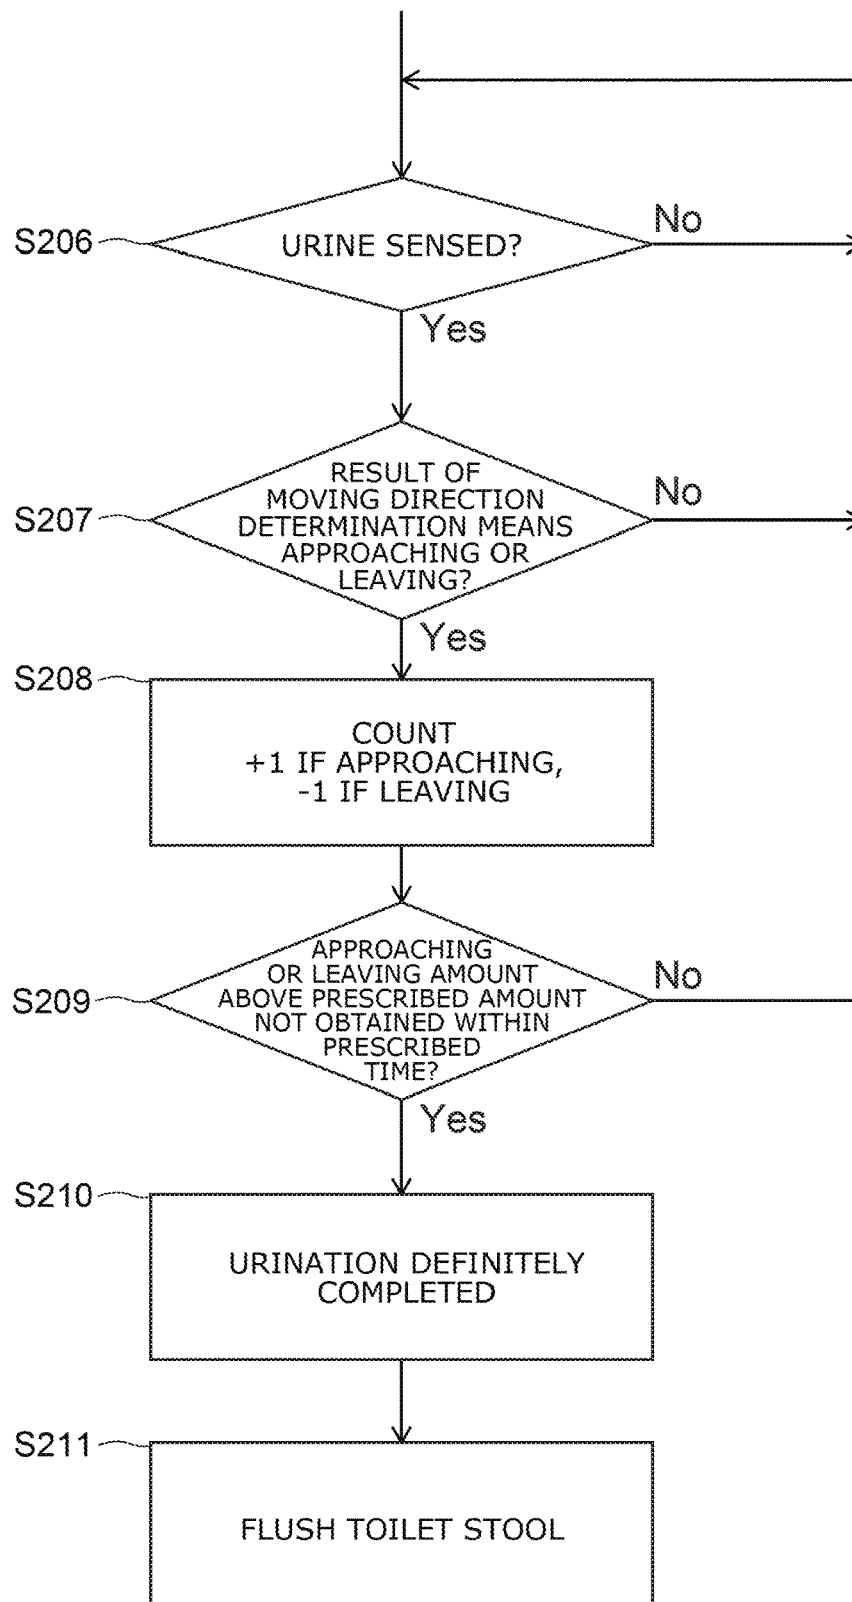 S206
URINE SENSED?
No
Yes
S207
RESULT OF
MOVING DIRECTION
DETERMINATION MEANS
APPROACHING OR
LEAVING?
No
Yes
S208
COUNT
+1 IF APPROACHING,
-1 IF LEAVING
S209
APPROACHING
OR LEAVING AMOUNT
ABOVE PRESCRIBED AMOUNT
NOT OBTAINED WITHIN
PRESCRIBED
TIME?
No
Yes
S210
URINATION DEFINITELY
COMPLETED
S211
FLUSH TOILET STOOL